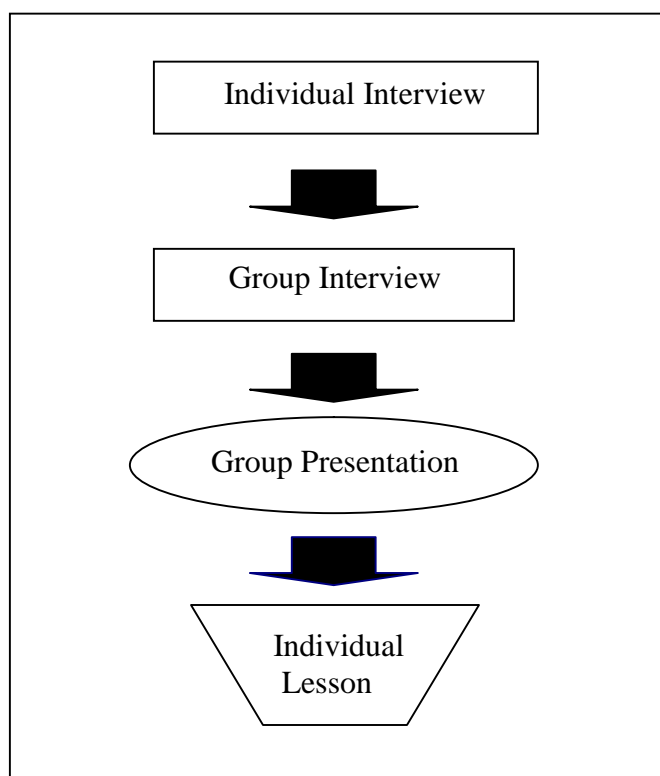 Individual Interview
Group Interview
Group Presentation
Individual
Lesson